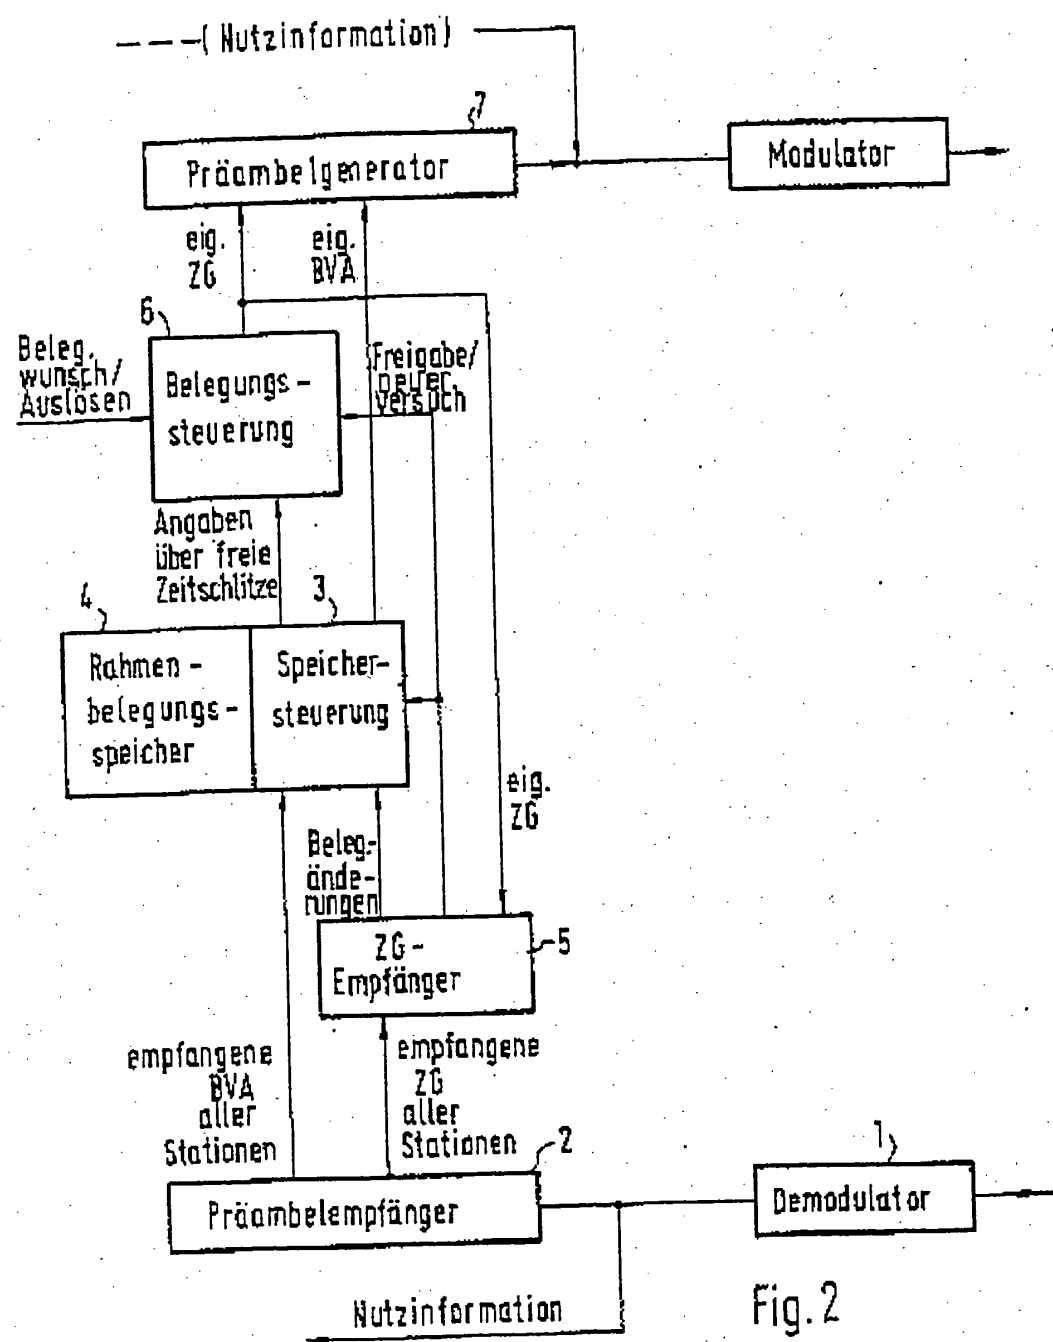 ---(Nutzinformation)
7
Präambelgenerator
Modulator
eig.
ZG
eig.
BVA
6
Beleg.
wunsch/
Auslösen
Belegungs-
steuerung
Freigabe/
neuer
versuch
Angaben
über freie
Zeitschlitze
4
3
Rahmen-
belegungs-
speicher
Speicher-
steuerung
eig.
ZG
Beleg-
ände-
rungen
ZG-
Empfänger
5
empfangene
BVA
aller
Stationen
empfangene
ZG
aller
Stationen
2
1
Präambelempfänger
Demodulator
Nutzinformation
Fig. 2